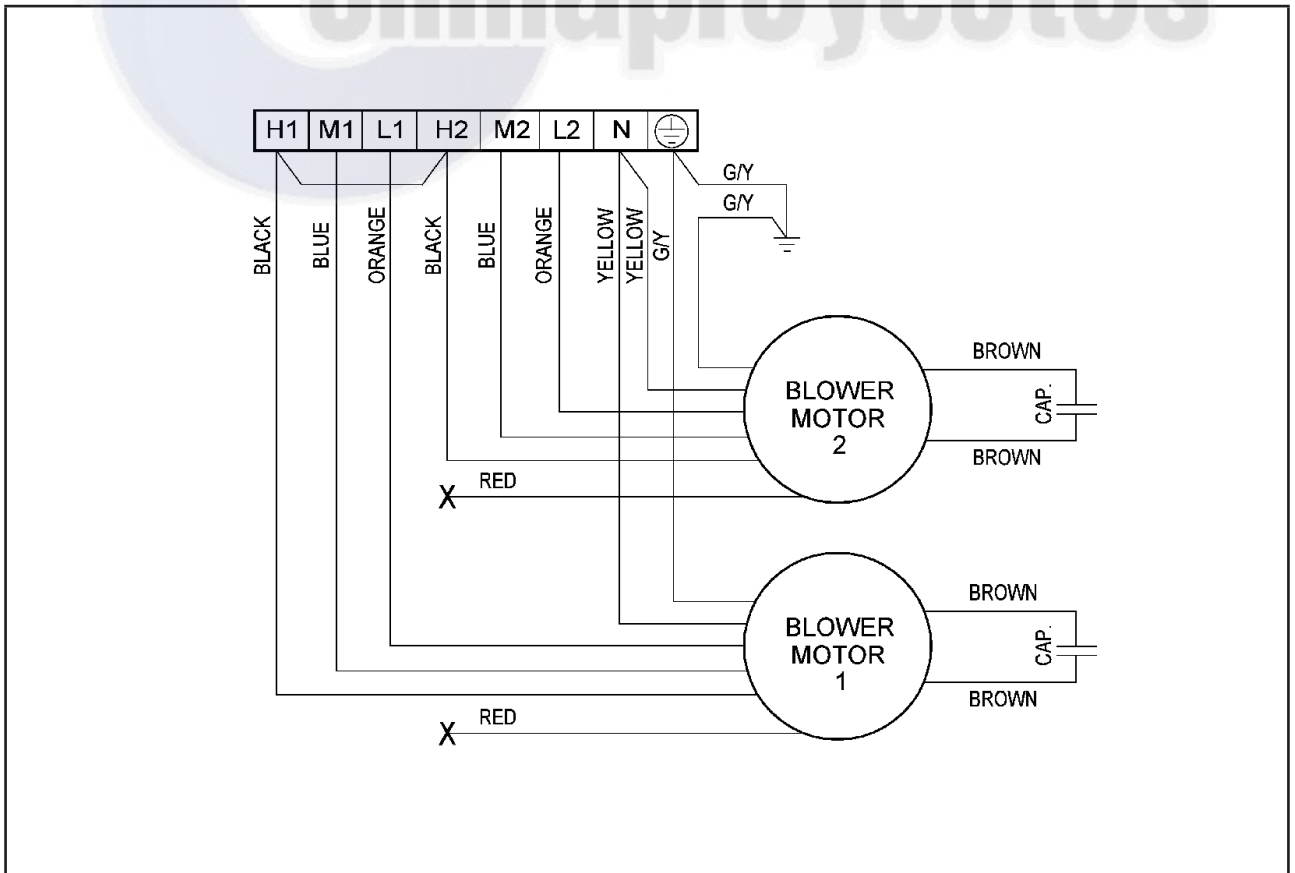 H1 M1 L1 H2 M2 L2 N
G/Y
G/Y
BLACK
BLUE
ORANGE
BLACK
BLUE
ORANGE
YELLOW
YELLOW
G/Y
BLOWER
MOTOR
2
BROWN
CAP.
BROWN
X RED
BLOWER
MOTOR
1
BROWN
CAP.
BROWN
X RED